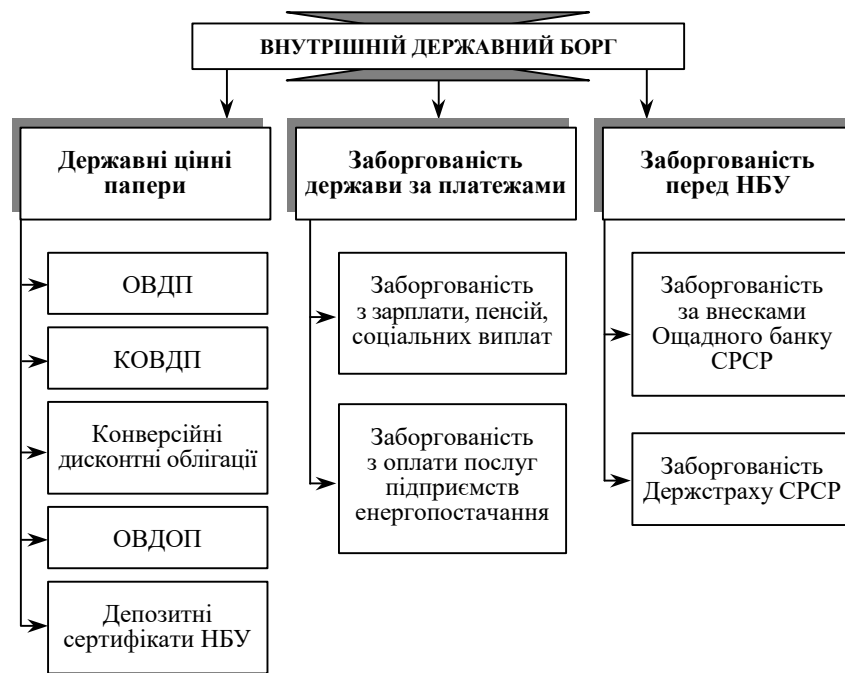 ВНУТРІШНІЙ ДЕРЖАВНИЙ БОРГ
Державні цінні
папери
ОВДП
КОВДП
Конверсійні
дисконтні облігації
ОВДОП
Депозитні
сертифікати НБУ
Заборгованість
держави за платежами
Заборгованість
з зарплати, пенсій,
соціальних виплат
Заборгованість
з оплати послуг
підприємств
енергопостачання
Заборгованість
перед НБУ
Заборгованість
за внесками
Ощадного банку
СРСР
Заборгованість
Держстраху СРСР